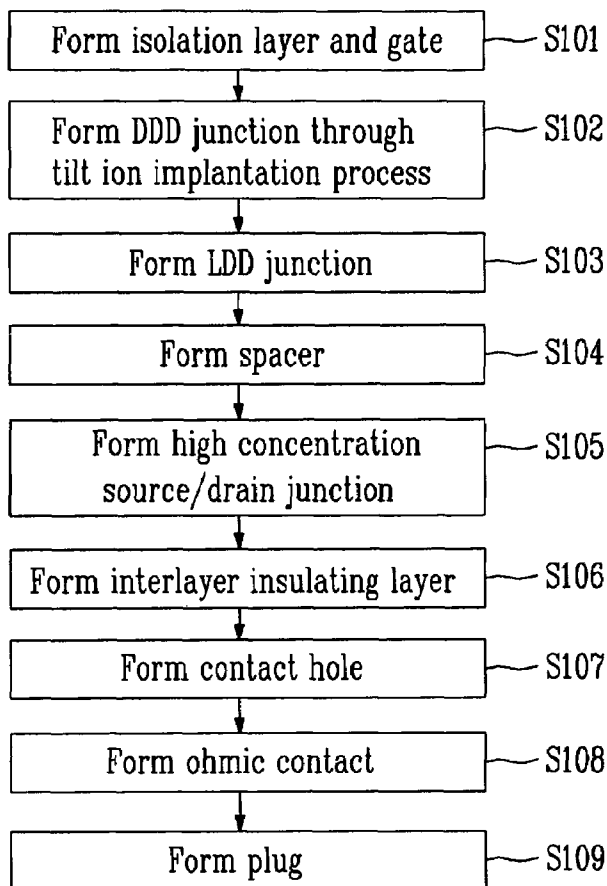 Form isolation layer and gate S101
Form DDD junction through S102
tilt ion implantation process
Form LDD junction S103
Form spacer S104
Form high concentration S105
source/drain junction
Form interlayer insulating layer S106
Form contact hole S107
Form ohmic contact S108
Form plug S109